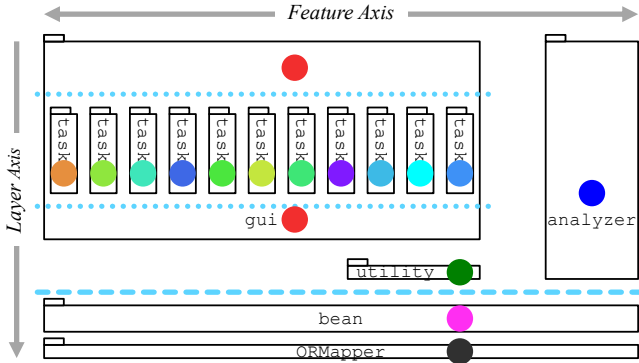 Feature Axis
Layer Axis
task
task
task
task
task
task
task
task
task
task
task
gui
analyzer
utility
bean
ORMapper